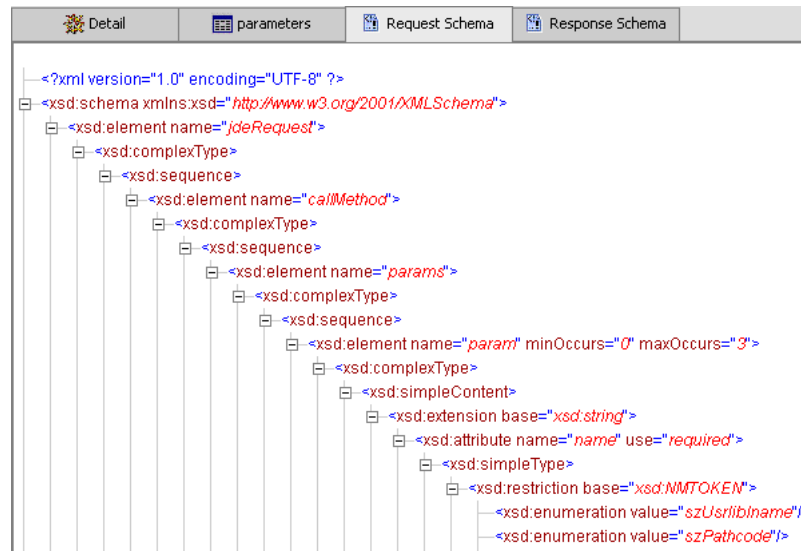 Detail parameters Request Schema Response Schema
<?xml version="1.0" encoding="UTF-8" ?>
<xsd:schema xmlns:xsd="http://www.w3.org/2001/XMLSchema">
<xsd:element name="jdeRequest">
<xsd:complexType>
<xsd:sequence>
<xsd:element name="callMethod">
<xsd:complexType>
<xsd:sequence>
<xsd:element name="params">
<xsd:complexType>
<xsd:sequence>
<xsd:element name="param" minOccurs="0" maxOccurs="3">
<xsd:complexType>
<xsd:simpleContent>
<xsd:extension base="xsd:string">
<xsd:attribute name="name" use="required">
<xsd:simpleType>
<xsd:restriction base="xsd:NMTOKEN">
<xsd:enumeration value="szUsrliblname"/
<xsd:enumeration value="szPathcode"/>